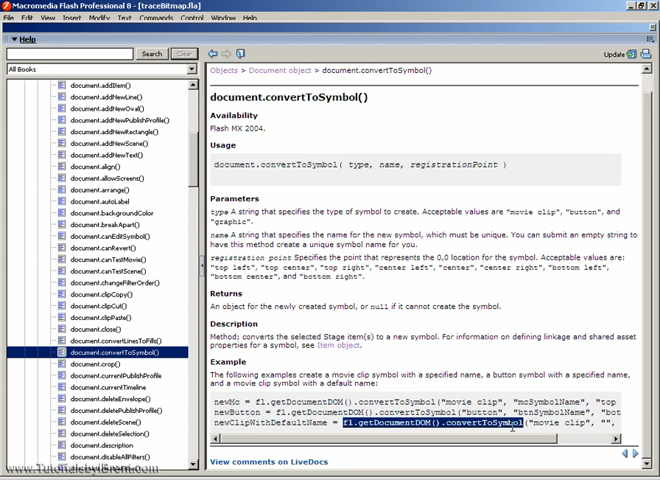 Macromedia Flash Professional 8 - [traceBitmap.fla]
File Edit View Insert Modify Text Commands Control Window Help
Help
Search Clear
Update
All Books
document.addItem()
document.addNewLine()
document.addNewOval()
document.addNewPublishProfile()
document.addNewRectangle()
document.addNewScene()
document.addNewText()
document.align()
document.allowScreens()
document.arrange()
document.autoLabel
document.backgroundColor
document.breakApart()
document.canEditSymbol()
document.canRevert()
document.canTestMovie()
document.canTestScene()
document.changeFilterOrder()
document.clipCopy()
document.clipCut()
document.clipPaste()
document.close()
document.convertLinesToFills()
document.convertToSymbol()
document.crop()
document.currentPublishProfile
document.currentTimeline
document.deleteEnvelope()
document.deletePublishProfile()
document.deleteScene()
document.deleteSelection()
document.description
document.disableAllFilters()
Objects > Document object > document.convertToSymbol()
document.convertToSymbol()
Availability
Flash MX 2004.
Usage
document.convertToSymbol( type, name, registrationPoint )
Parameters
type A string that specifies the type of symbol to create. Acceptable values are "movie clip", "button", and
"graphic".
name A string that specifies the name for the new symbol, which must be unique. You can submit an empty string to
have this method create a unique symbol name for you.
registration point Specifies the point that represents the 0,0 location for the symbol. Acceptable values are:
"top left", "top center", "top right", "center left", "center", "center right", "bottom left",
"bottom center", and "bottom right".
Returns
An object for the newly created symbol, or null if it cannot create the symbol.
Description
Method; converts the selected Stage item(s) to a new symbol. For information on defining linkage and shared asset
properties for a symbol, see Item object.
Example
The following examples create a movie clip symbol with a specified name, a button symbol with a specified name,
and a movie clip symbol with a default name:
newMc = fl.getDocumentDOM().convertToSymbol("movie clip", "mcSymbolName", "top
newButton = fl.getDocumentDOM().convertToSymbol("button", "btnSymbolName", "bot
newClipWithDefaultName = fl.getDocumentDOM().convertToSymbol("movie clip", "",
View comments on LiveDocs
www.TutorialsbyBrent.com